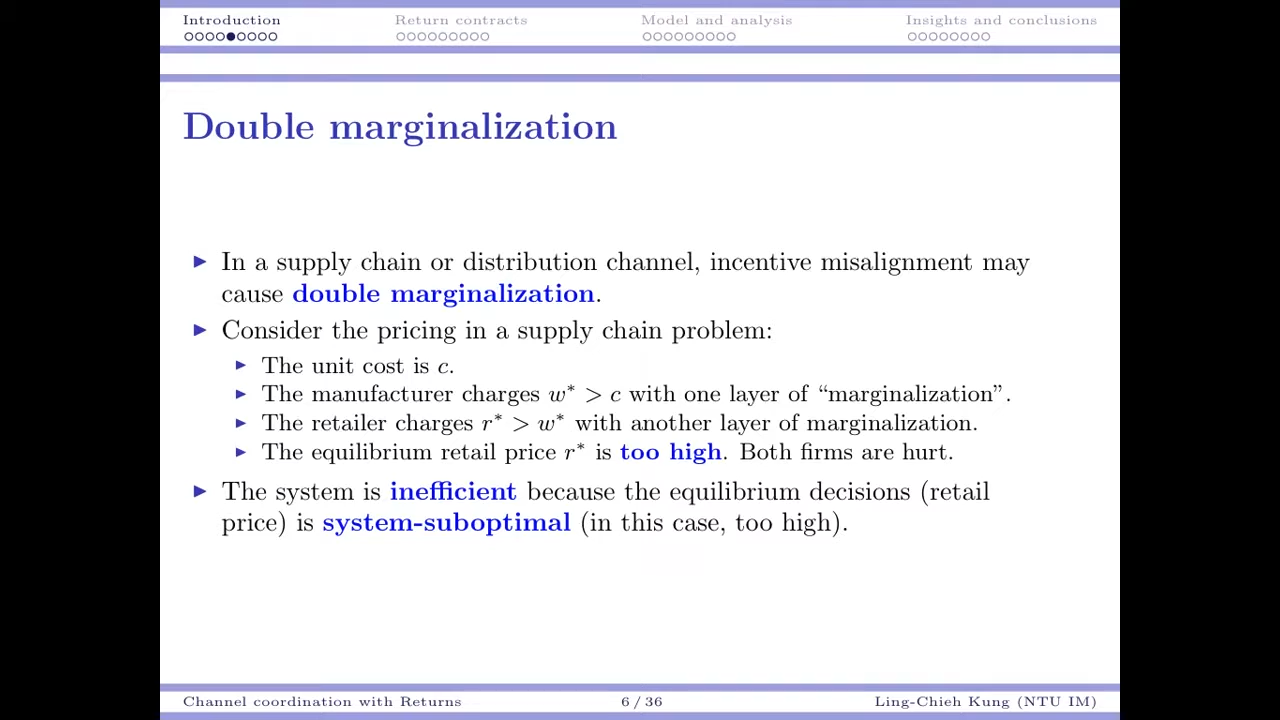 Introduction Return contracts Model and analysis Insights and conclusions
Double marginalization
In a supply chain or distribution channel, incentive misalignment may
cause double marginalization.
Consider the pricing in a supply chain problem:
The unit cost is c.
The manufacturer charges w* > c with one layer of “marginalization”.
The retailer charges r* > w* with another layer of marginalization.
The equilibrium retail price r* is too high. Both firms are hurt.
The system is inefficient because the equilibrium decisions (retail
price) is system-suboptimal (in this case, too high).
Channel coordination with Returns 6 / 36 Ling-Chieh Kung (NTU IM)